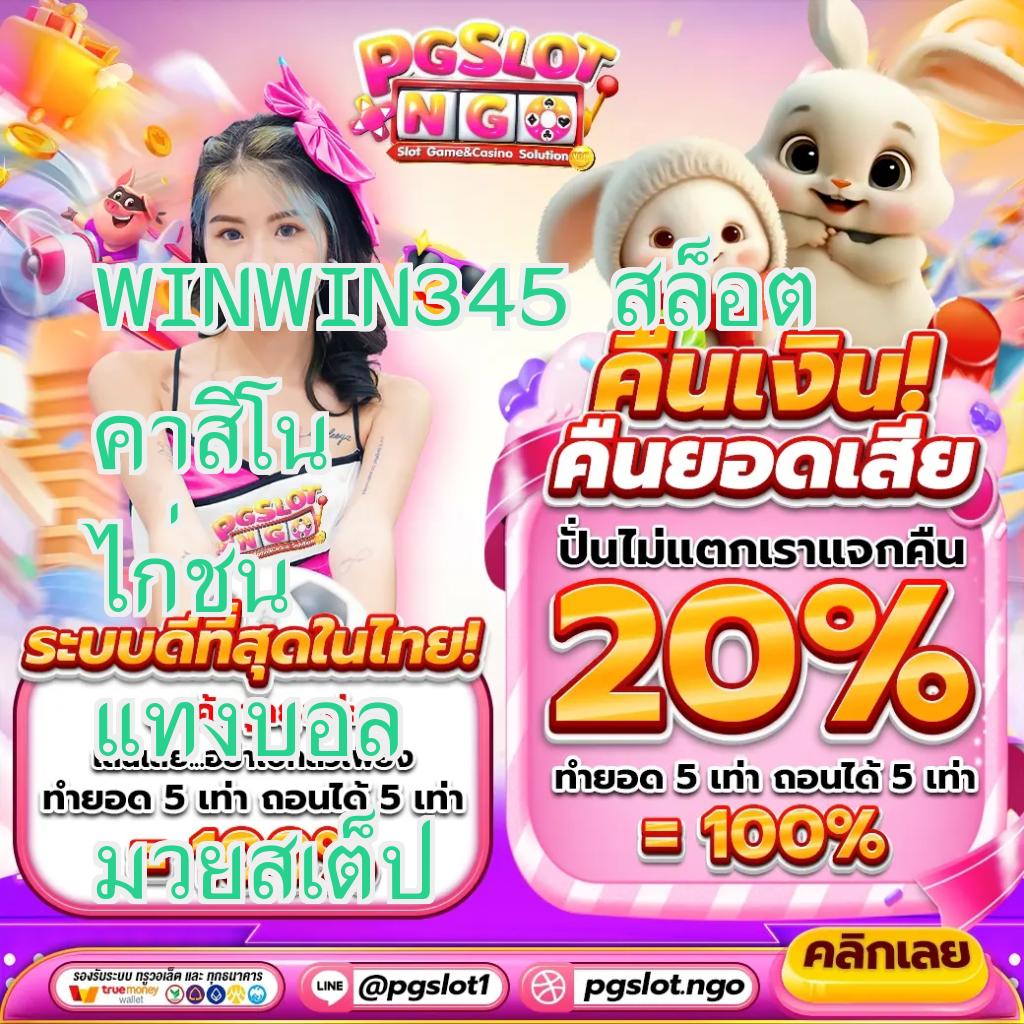 PGSLOT
NGO
Slot Game&Casino Solution
WINWIN345 สล็อต
คาสิโน
ไก่ชน
แทงบอล
มวยสเต็ป
คืนเงิน!
คืนยอดเสีย
ปั่นไม่แตกเราแจกคืน
20%
ทำยอด 5 เท่า ถอนได้ 5 เท่า
= 100%
PGSLOT
NGO
ระบบดีที่สุดในไทย!
ทำยอด 5 เท่า ถอนได้ 5 เท่า
คลิกเลย
รองรับระบบ ทรูวอเล็ต และ ทุกธนาคาร
truemoney
wallet
LINE @pgslot1
pgslot.ngo